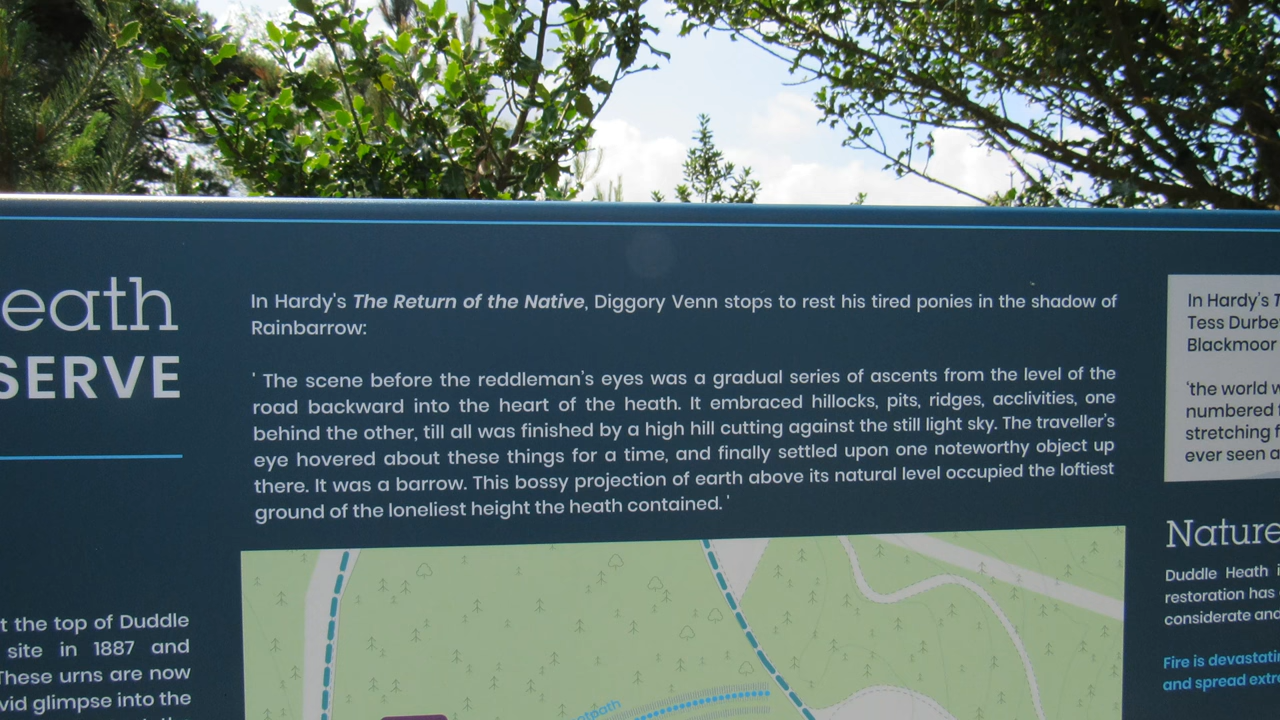 eath
SERVE
t the top of Duddle
site in 1887 and
These urns are now
vid glimpse into the
In Hardy's The Return of the Native, Diggory Venn stops to rest his tired ponies in the shadow of
Rainbarrow:
' The scene before the reddleman's eyes was a gradual series of ascents from the level of the
road backward into the heart of the heath. It embraced hillocks, pits, ridges, acclivities, one
behind the other, till all was finished by a high hill cutting against the still light sky. The traveller's
eye hovered about these things for a time, and finally settled upon one noteworthy object up
there. It was a barrow. This bossy projection of earth above its natural level occupied the loftiest
ground of the loneliest height the heath contained. '
otpath
In Hardy's T
Tess Durbe
Blackmoor
'the world w
numbered
stretching f
ever seen a
Nature
Duddle Heath i
restoration has
considerate and
Fire is devastatin
and spread extre